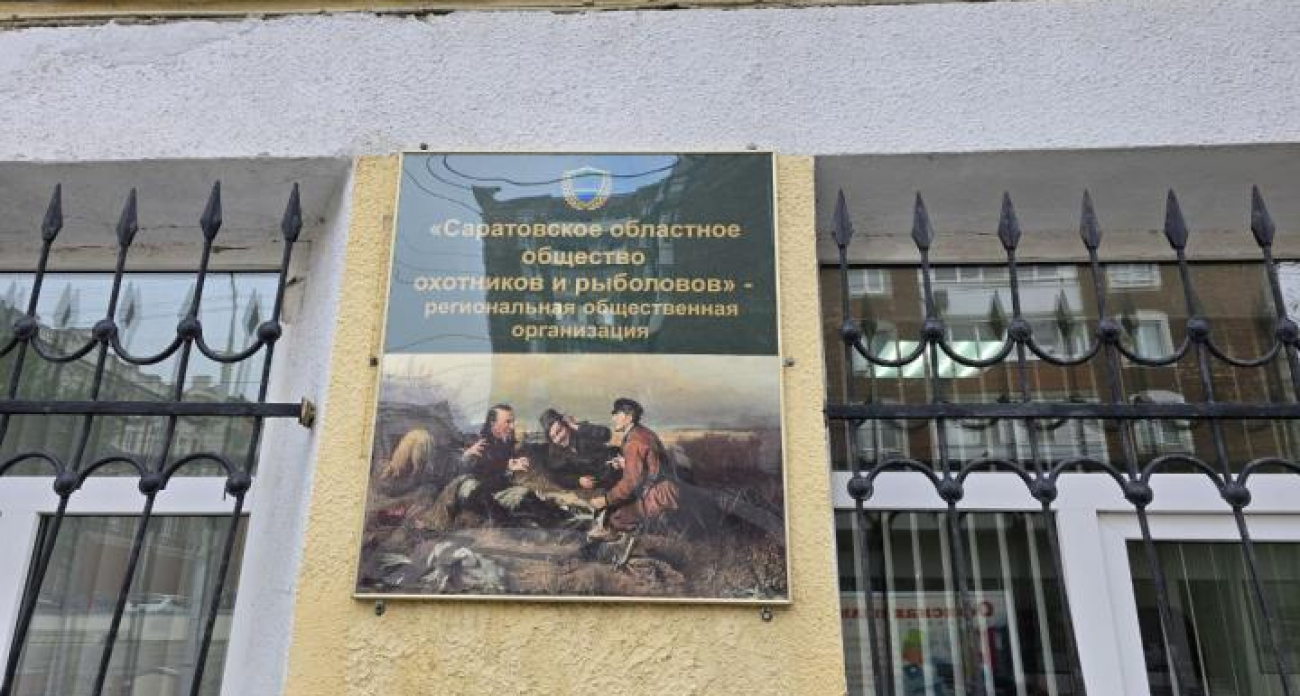 «Саратовское областное
общество
охотников и рыболовов» -
региональная общественная
организация